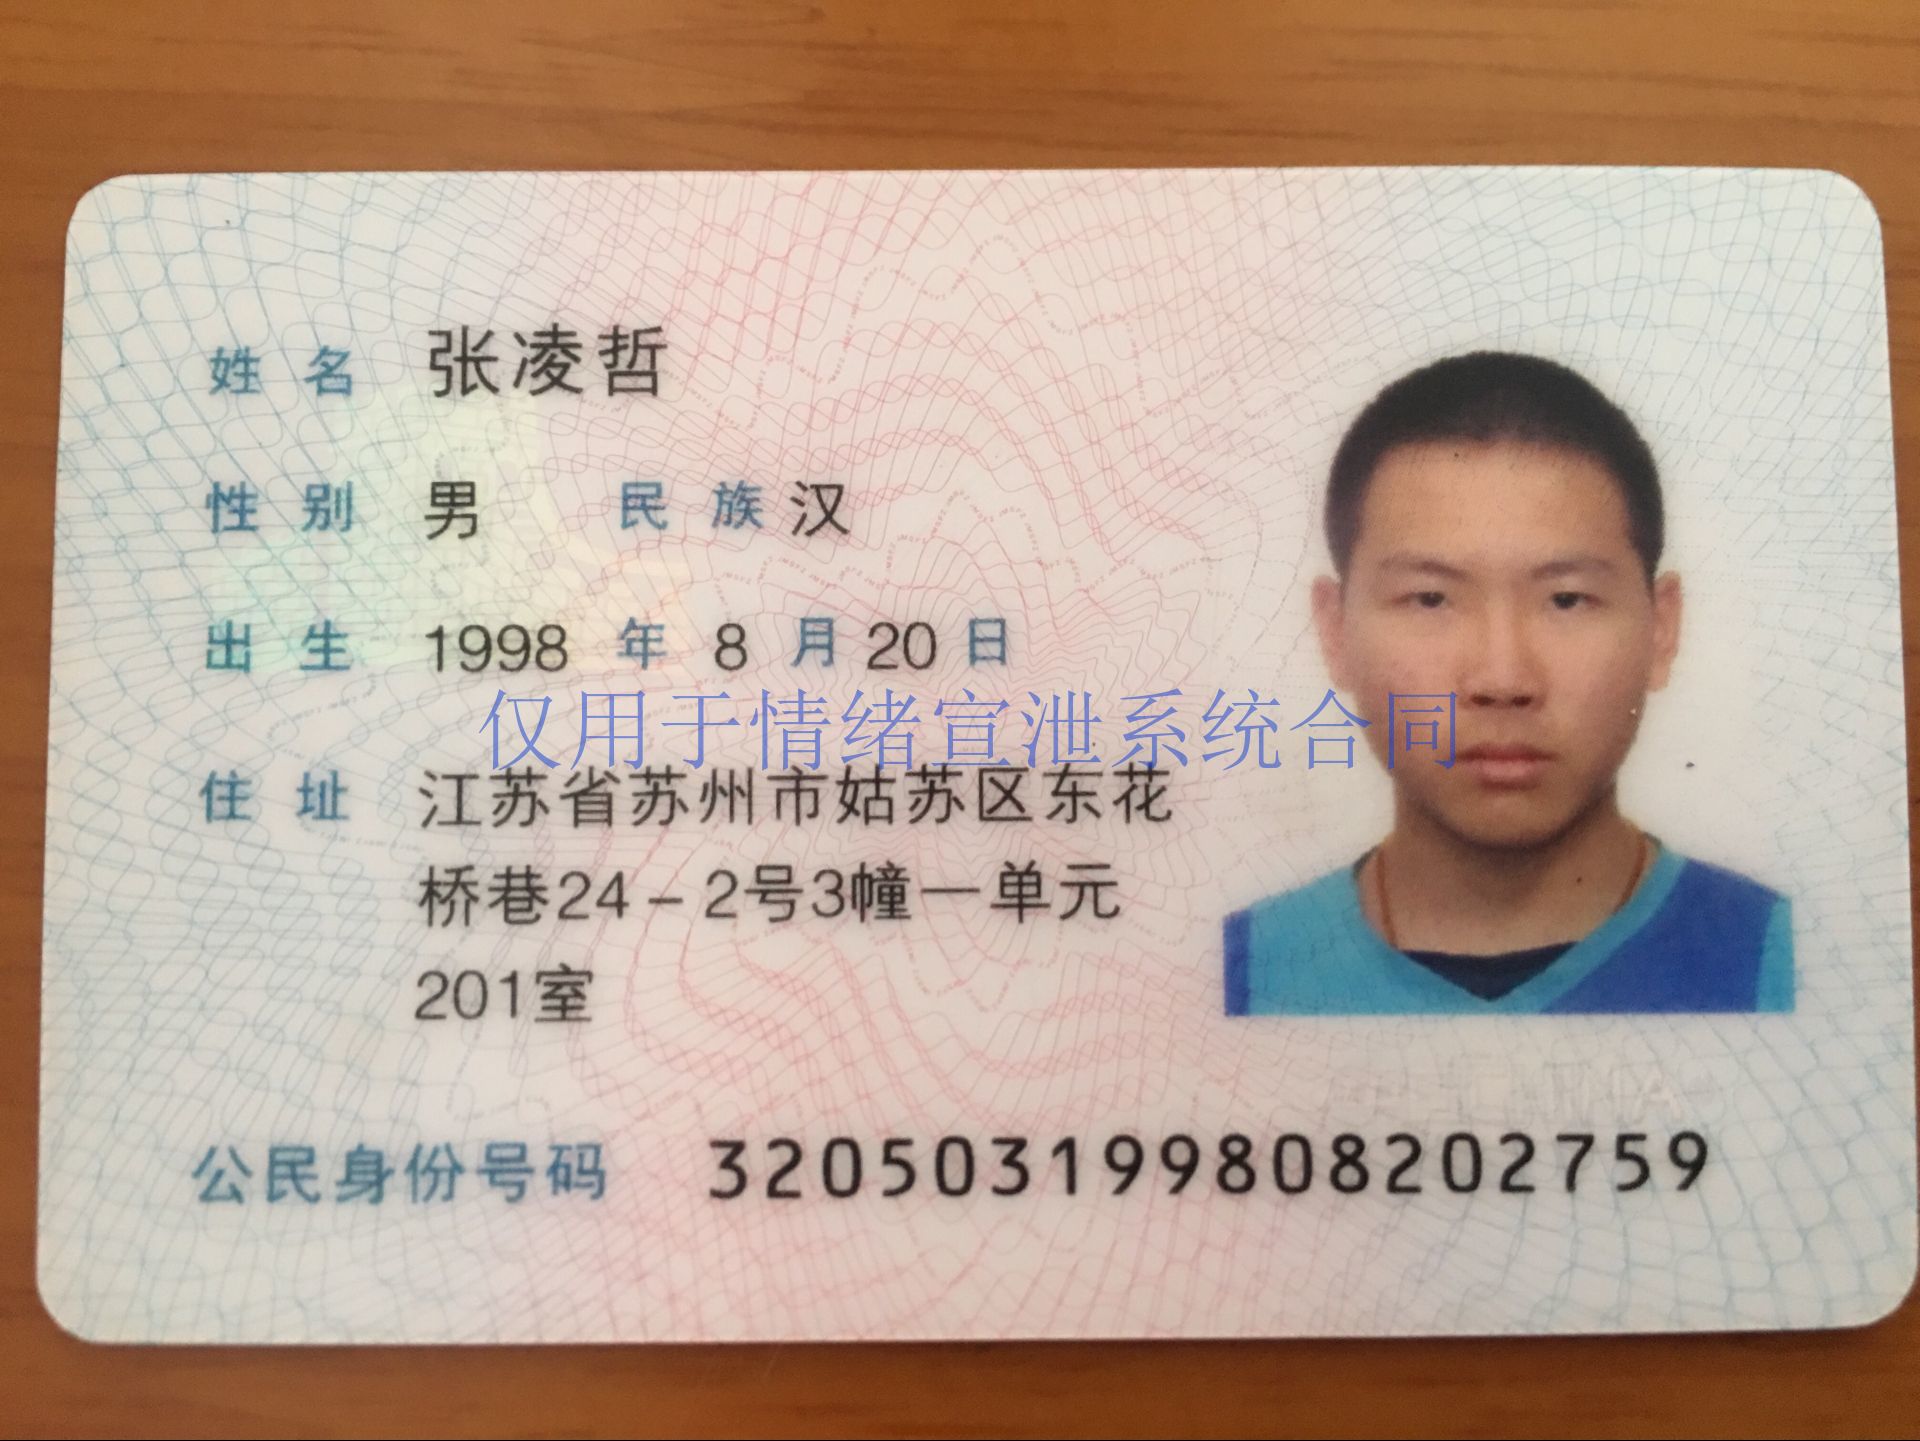 姓名 张凌哲
性别 男 民族 汉
出生 1998 年 8 月 20 日
仅用于情绪宣泄系统合同
住址 江苏省苏州市姑苏区东花
桥巷24－2号3幢一单元
201室
公民身份号码 320503199808202759